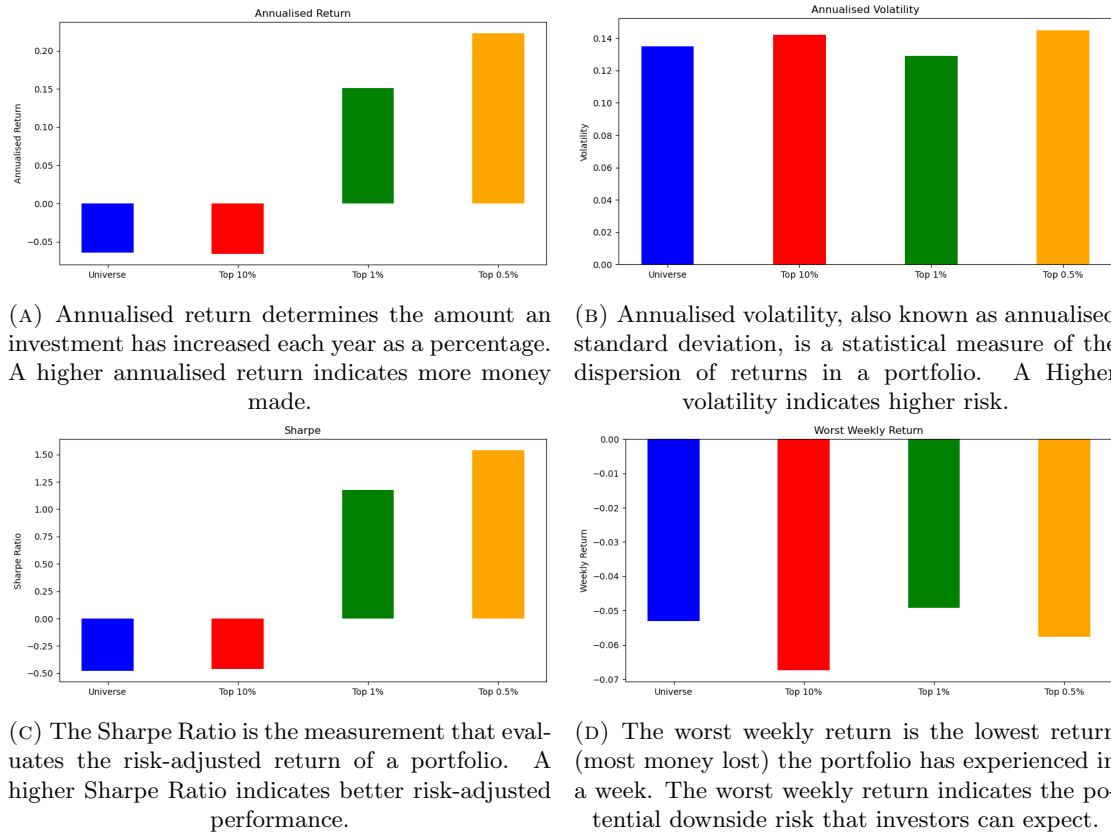 Annualised Return
0.20
0.15
0.10
0.05
0.00
−0.05
Annualised Return
Universe Top 10% Top 1% Top 0.5%
(A) Annualised return determines the amount an
investment has increased each year as a percentage.
A higher annualised return indicates more money
made.
Annualised Volatility
0.14
0.12
0.10
0.08
0.06
0.04
0.02
0.00
Volatility
Universe Top 10% Top 1% Top 0.5%
(B) Annualised volatility, also known as annualised
standard deviation, is a statistical measure of the
dispersion of returns in a portfolio. A Higher
volatility indicates higher risk.
Sharpe
1.50
1.25
1.00
0.75
0.50
0.25
0.00
−0.25
−0.50
Sharpe Ratio
Universe Top 10% Top 1% Top 0.5%
(C) The Sharpe Ratio is the measurement that eval-
uates the risk-adjusted return of a portfolio. A
higher Sharpe Ratio indicates better risk-adjusted
performance.
Worst Weekly Return
0.00
−0.01
−0.02
−0.03
−0.04
−0.05
−0.06
−0.07
Weekly Return
Universe Top 10% Top 1% Top 0.5%
(D) The worst weekly return is the lowest return
(most money lost) the portfolio has experienced in
a week. The worst weekly return indicates the po-
tential downside risk that investors can expect.